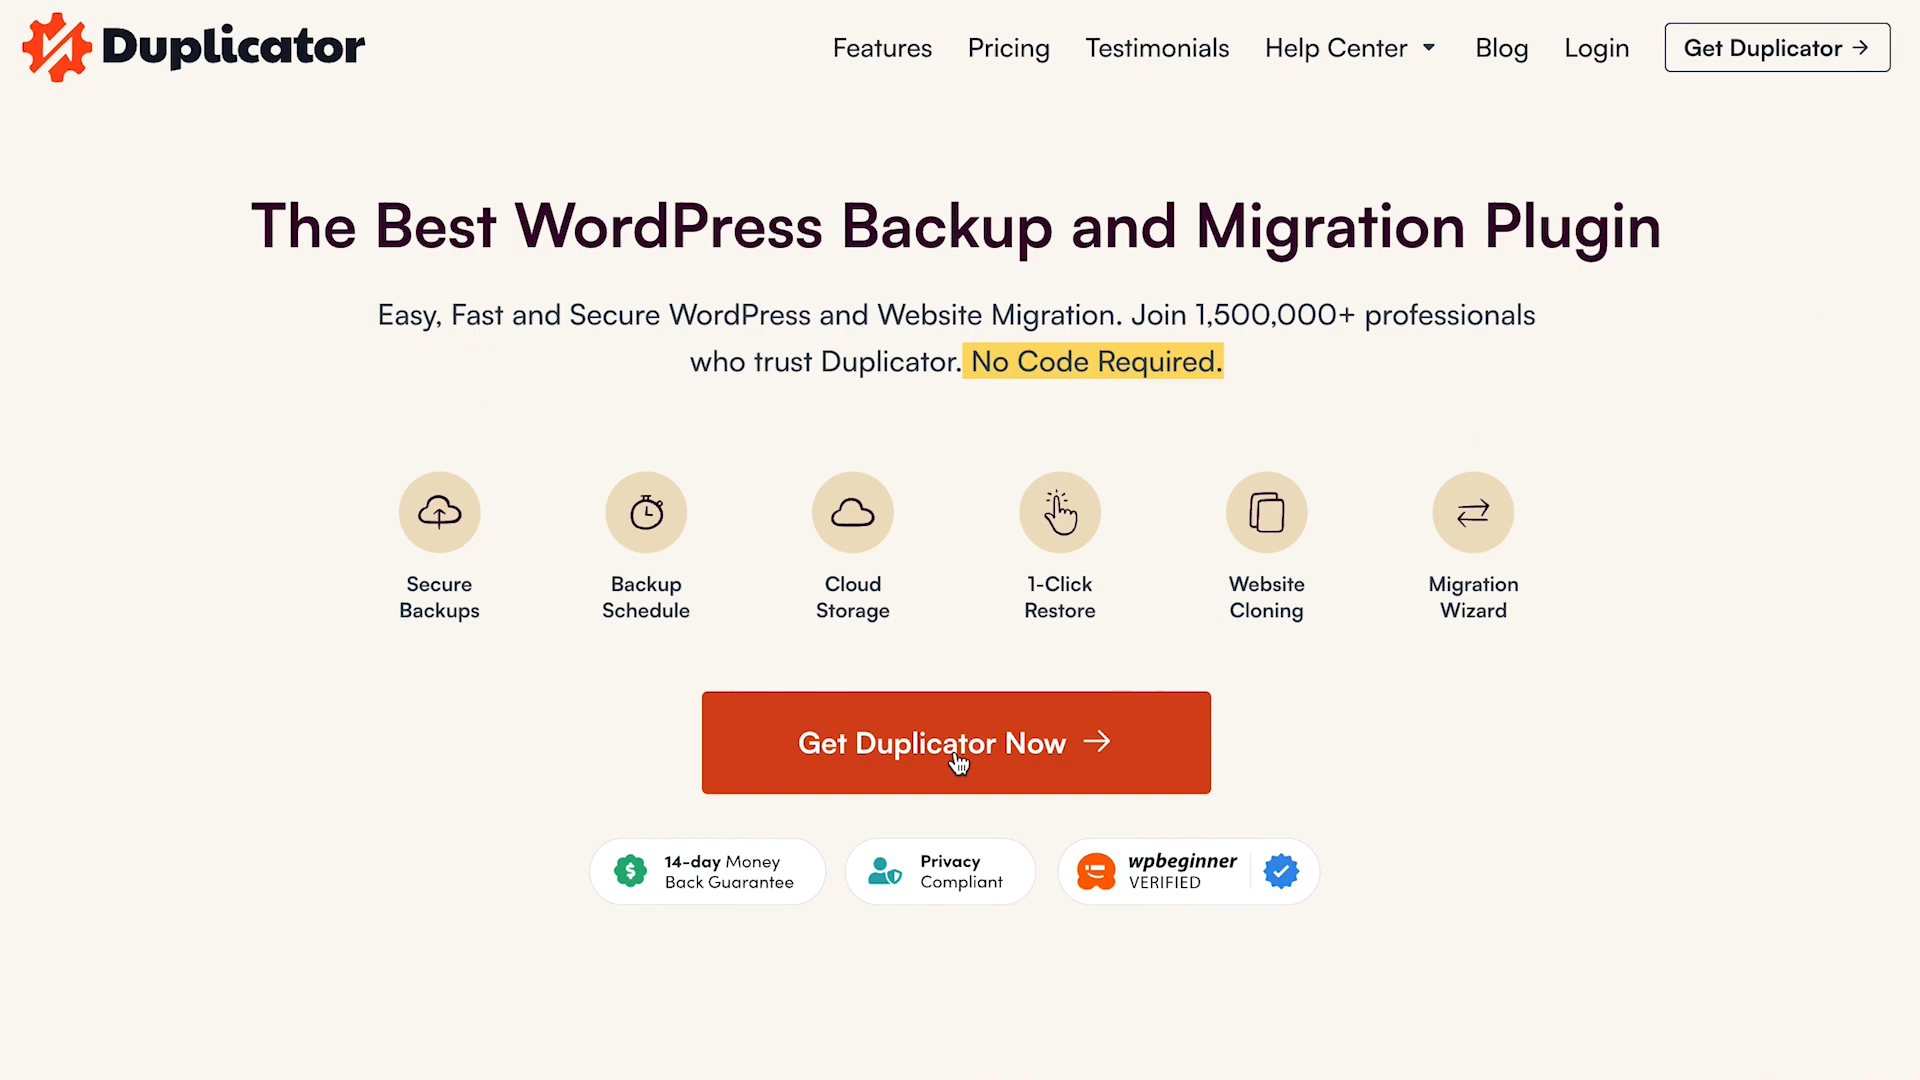 Duplicator
Features Pricing Testimonials Help Center Blog Login Get Duplicator →
The Best WordPress Backup and Migration Plugin
Easy, Fast and Secure WordPress and Website Migration. Join 1,500,000+ professionals
who trust Duplicator. No Code Required.
Secure
Backups
Backup
Schedule
Cloud
Storage
1-Click
Restore
Website
Cloning
Migration
Wizard
Get Duplicator Now →
14-day Money
Back Guarantee
Privacy
Compliant
wpbeginner
VERIFIED